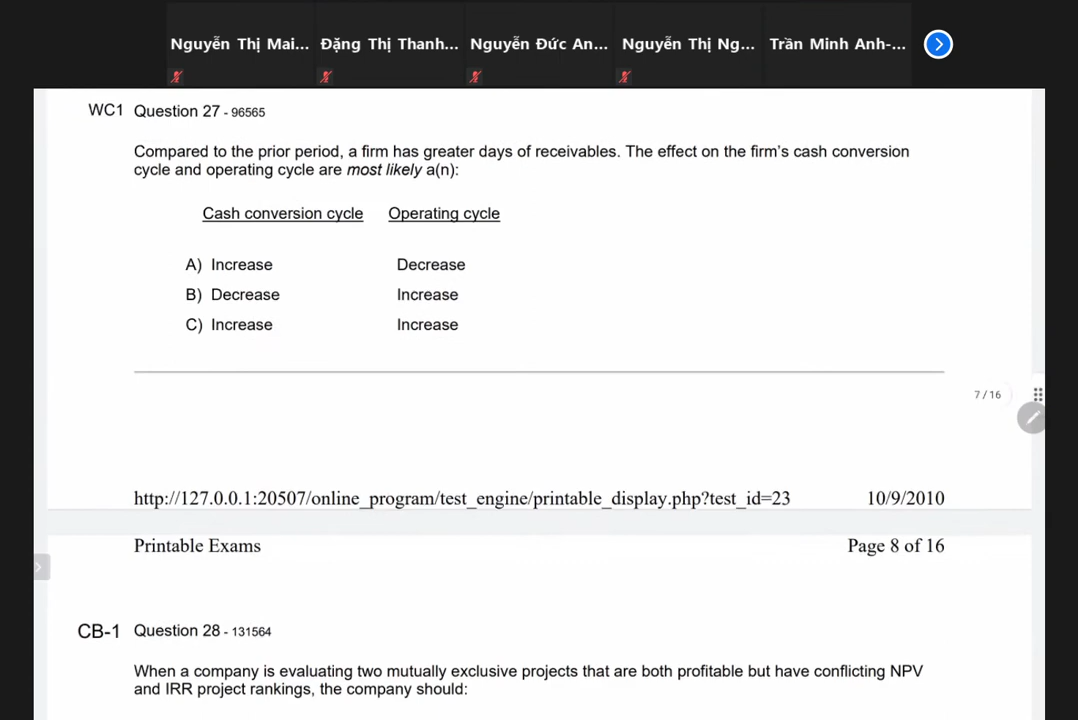 Nguyễn Thị Mai... Đặng Thị Thanh... Nguyễn Đức An... Nguyễn Thị Ng... Trần Minh Anh-...
WC1 Question 27 - 96565
Compared to the prior period, a firm has greater days of receivables. The effect on the firm's cash conversion
cycle and operating cycle are most likely a(n):
Cash conversion cycle Operating cycle
A) Increase Decrease
B) Decrease Increase
C) Increase Increase
7 / 16
http://127.0.0.1:20507/online_program/test_engine/printable_display.php?test_id=23 10/9/2010
Printable Exams Page 8 of 16
CB-1 Question 28 - 131564
When a company is evaluating two mutually exclusive projects that are both profitable but have conflicting NPV
and IRR project rankings, the company should: